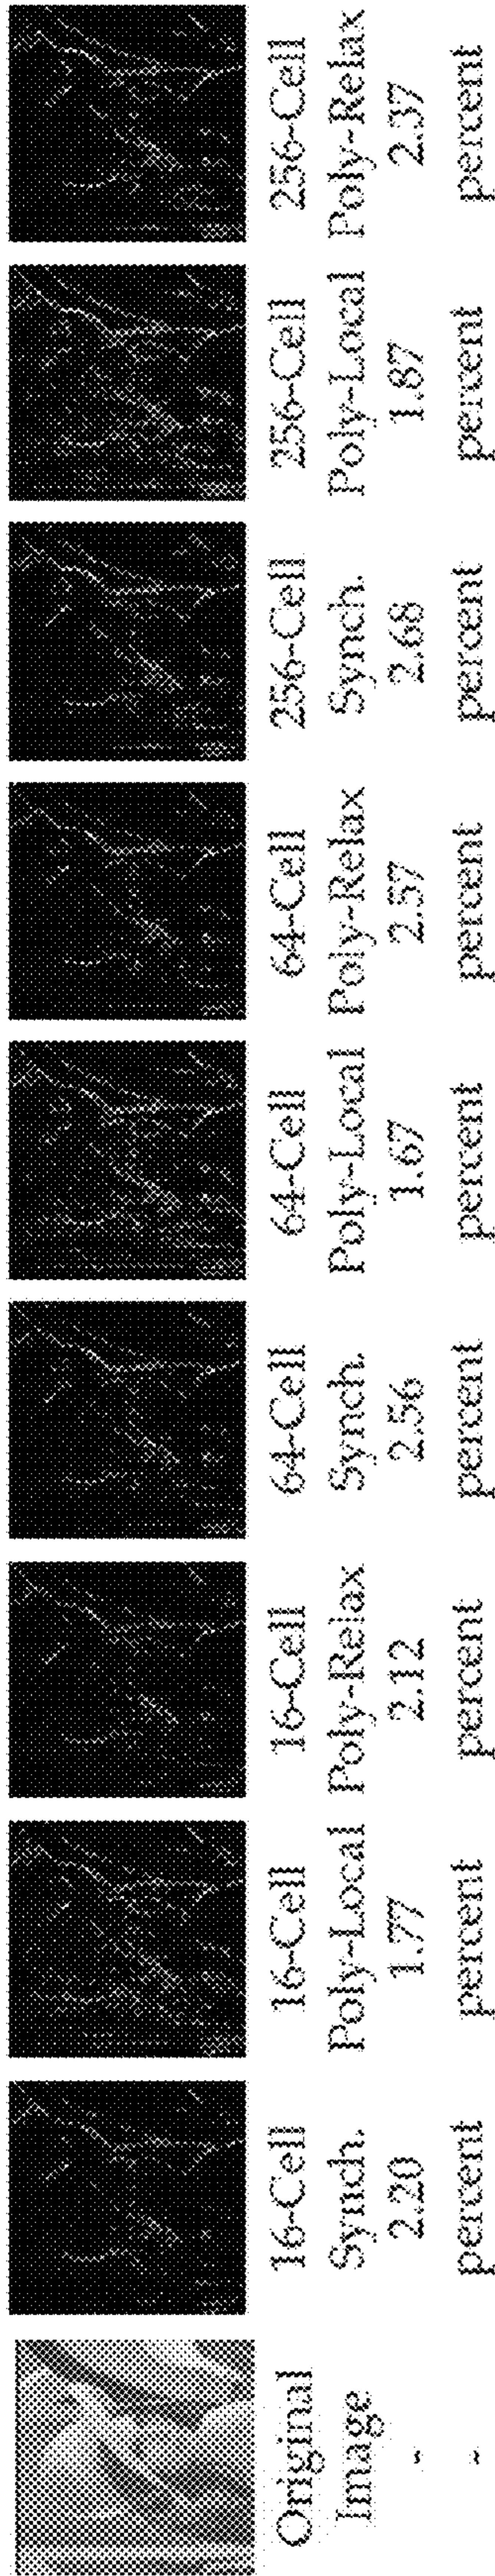 Original
Image
-
-
16-Cell
Synch.
2.20
percent
16-Cell
Poly-Local
1.77
percent
16-Cell
Poly-Relax
2.12
percent
64-Cell
Synch.
2.56
percent
64-Cell
Poly-Local
1.67
percent
64-Cell
Poly-Relax
2.57
percent
256-Cell
Synch.
2.68
percent
256-Cell
Poly-Local
1.87
percent
256-Cell
Poly-Relax
2.37
percent